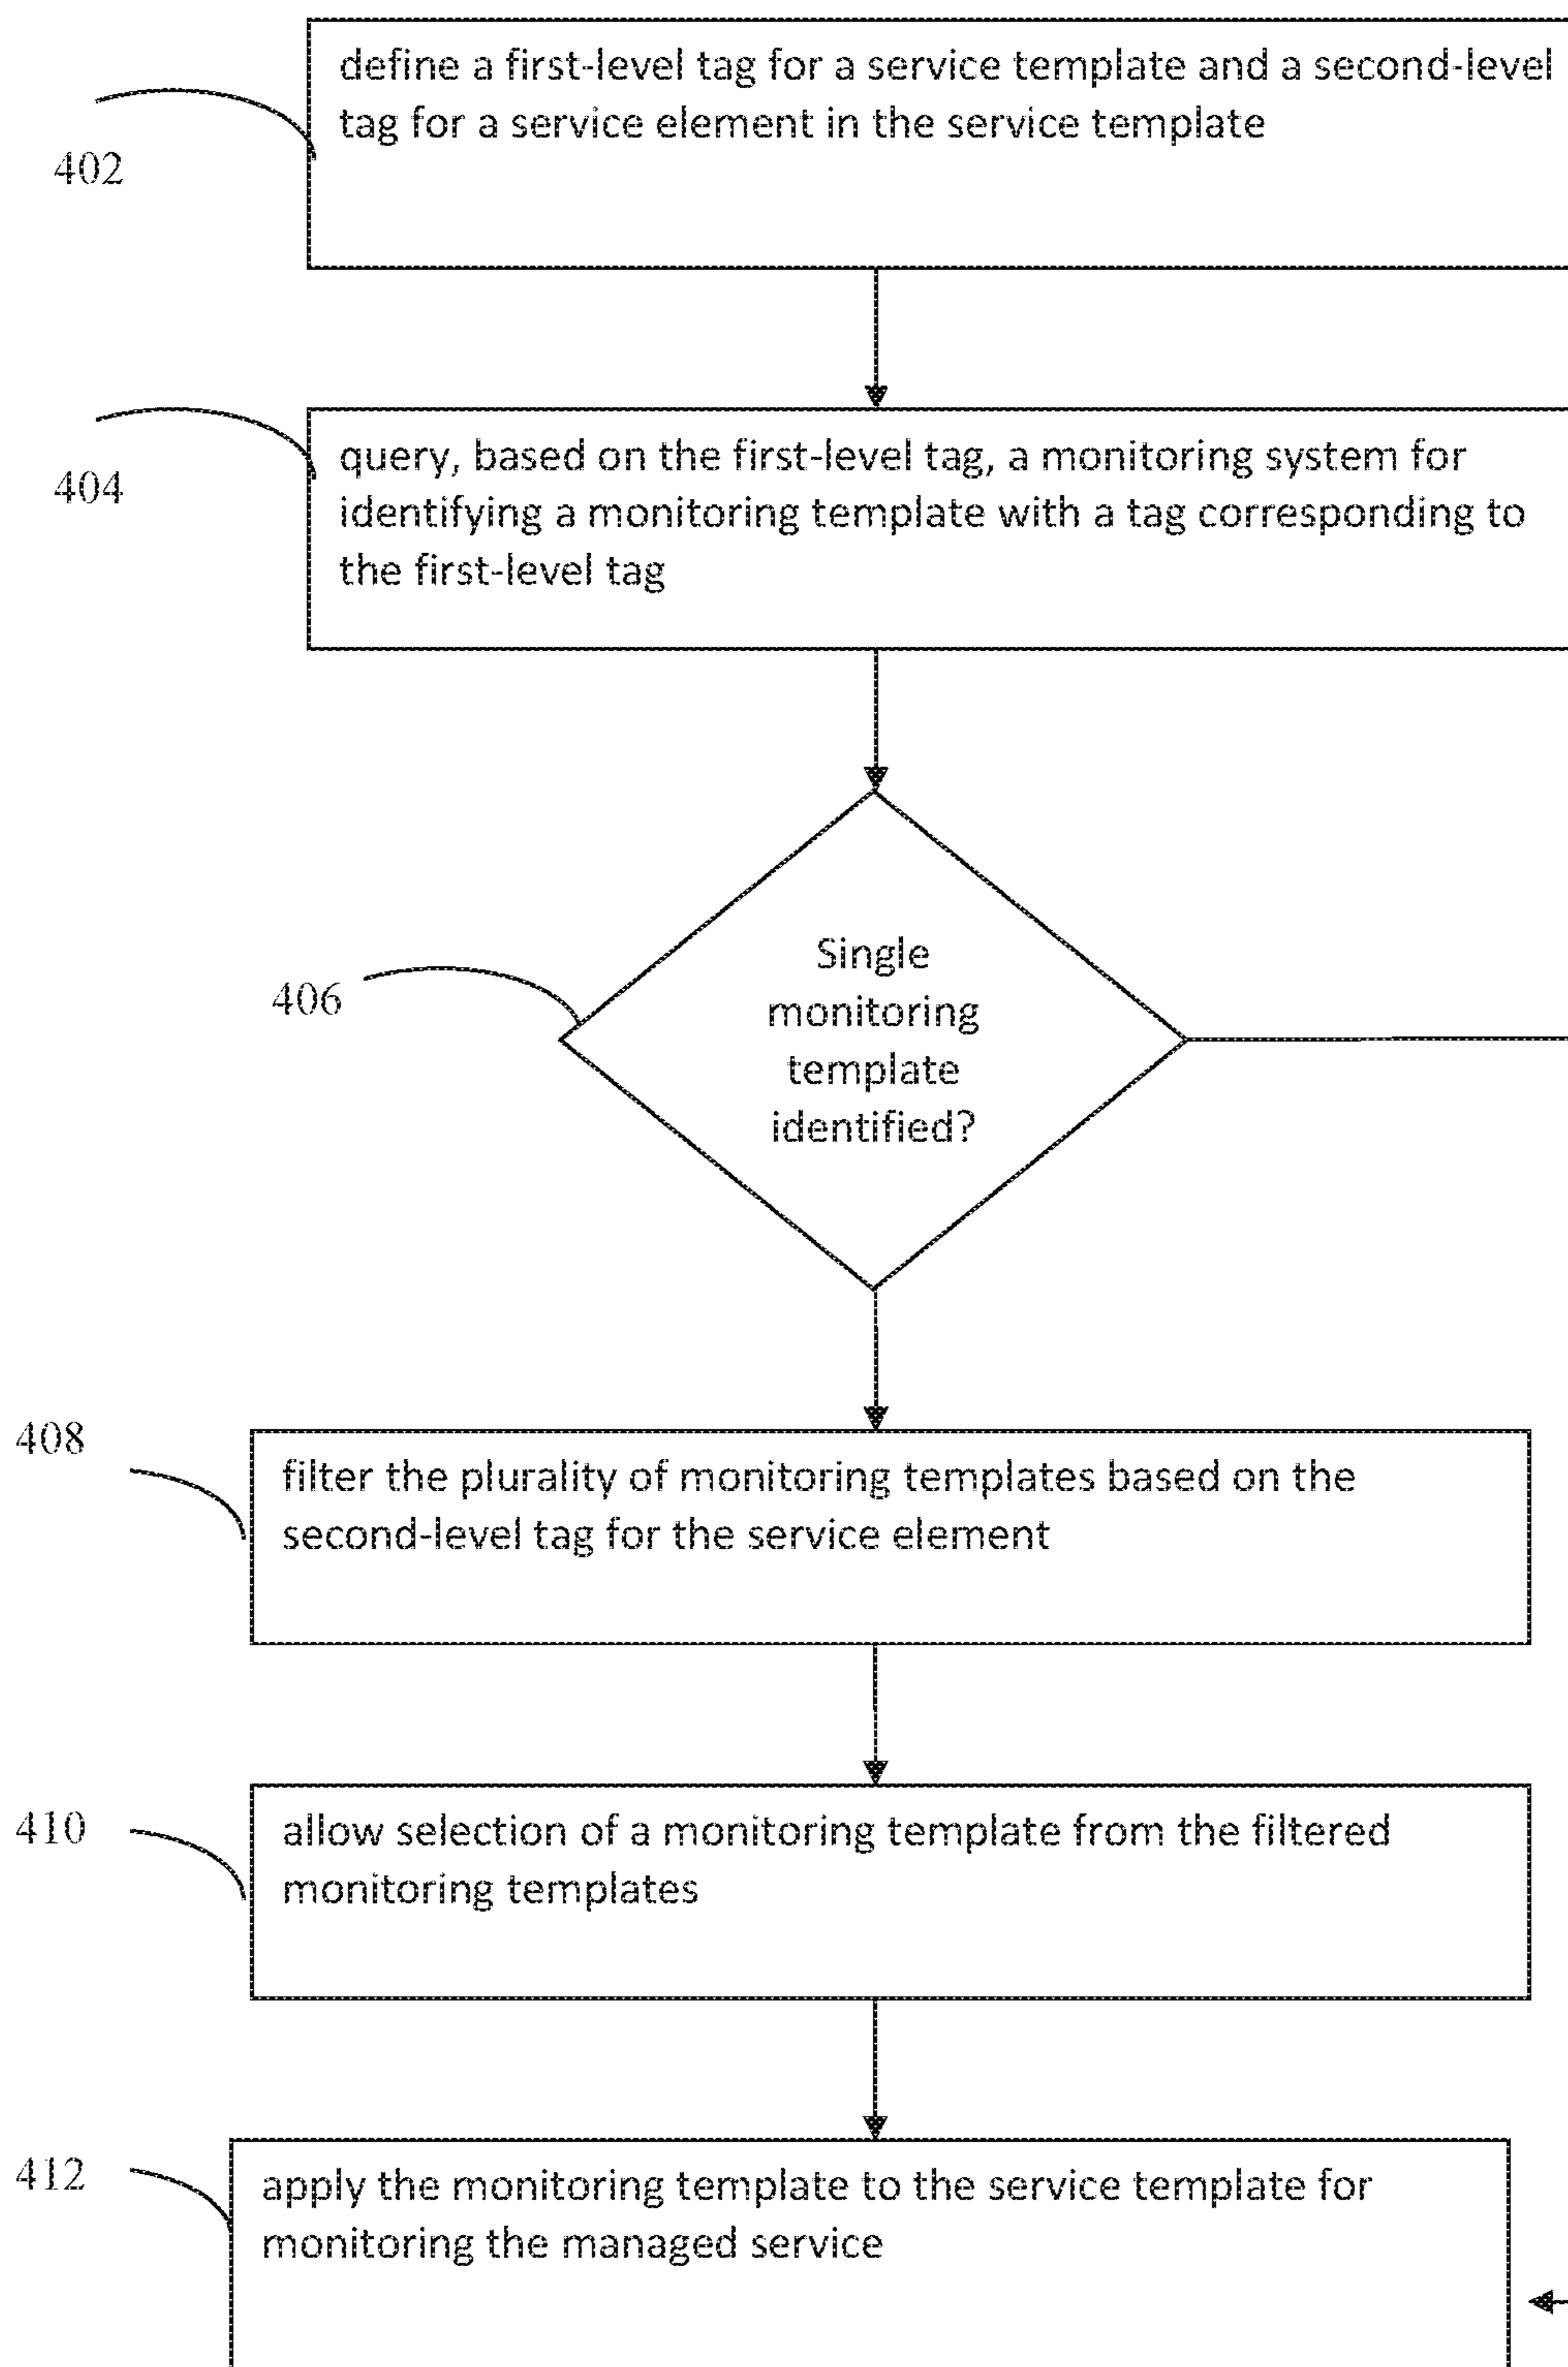 define a first-level tag for a service template and a second-level
tag for a service element in the service template
402
query, based on the first-level tag, a monitoring system for
identifying a monitoring template with a tag corresponding to
the first-level tag
404
Single
monitoring
template
identified?
406
408
filter the plurality of monitoring templates based on the
second-level tag for the service element
410
allow selection of a monitoring template from the filtered
monitoring templates
412
apply the monitoring template to the service template for
monitoring the managed service